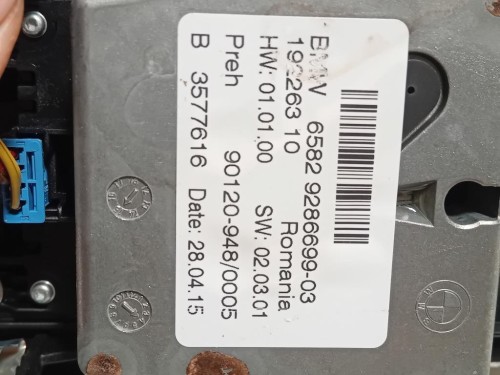 BMW 6582 9286699-03
192263 10 Romania
HW: 01.01.00 SW: 02.03.01
Preh 90120-948/0005
B 3577616 Date: 28.04.15